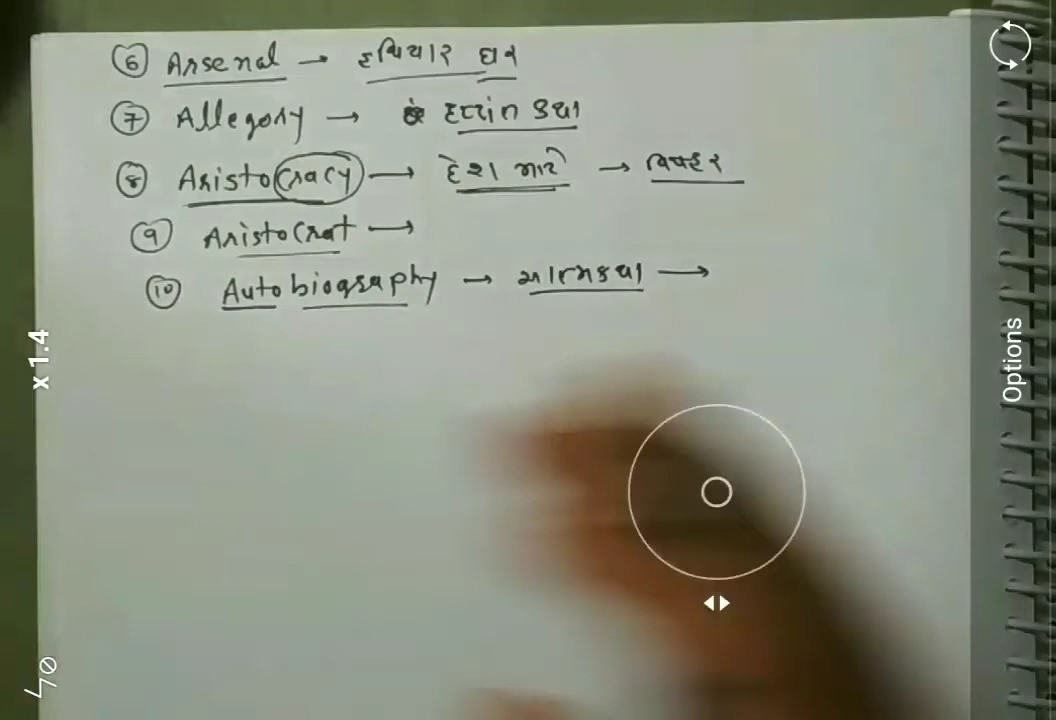 6 Arsenal → હથિયાર ઘર
7 Allegory → દ્રષ્ટાંત કથા
8 Aristocracy → દેશ માટે →
9 Aristocrat →
10 Autobiography → આત્મકથા →
x 1.4
Options